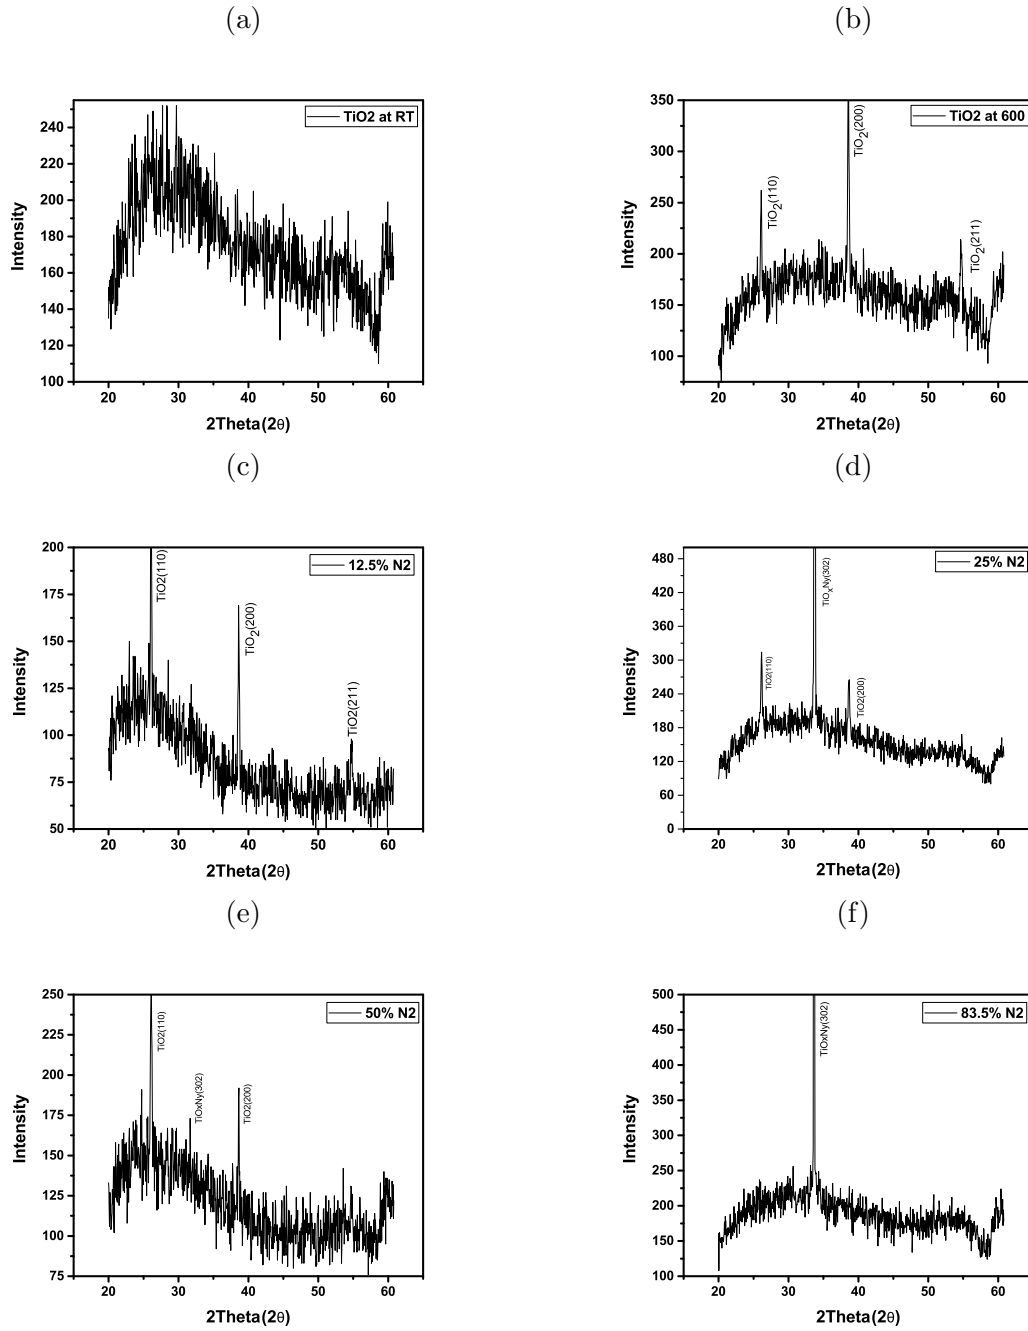 (a)
(b)
TiO2 at RT
Intensity
240
220
200
180
160
140
120
100
20
30
40
50
60
2Theta(2θ)
TiO2 at 600
TiO₂(110)
TiO₂(200)
TiO₂(211)
Intensity
350
300
250
200
150
100
20
30
40
50
60
2Theta(2θ)
(c)
(d)
12.5% N2
TiO2(110)
TiO₂(200)
TiO2(211)
Intensity
200
175
150
125
100
75
50
20
30
40
50
60
2Theta(2θ)
25% N2
TiO2(110)
TiOₓNy(302)
TiO2(200)
Intensity
480
420
360
300
240
180
120
60
0
20
30
40
50
60
2Theta(2θ)
(e)
(f)
50% N2
TiO2(110)
TiOxNy(302)
TiO2(200)
Intensity
250
225
200
175
150
125
100
75
20
30
40
50
60
2Theta(2θ)
83.5% N2
TiOxNy(302)
Intensity
500
450
400
350
300
250
200
150
100
20
30
40
50
60
2Theta(2θ)